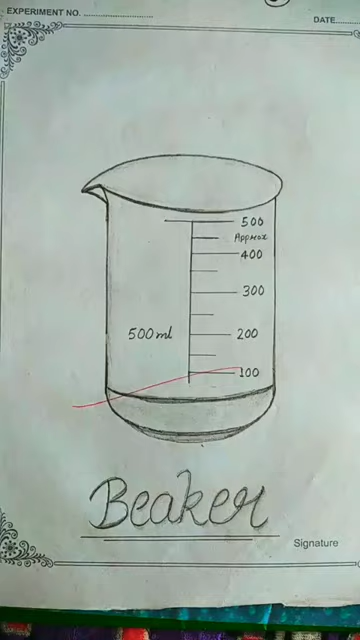 EXPERIMENT NO. ........................
DATE......
500
Approx
400
300
500ml 200
100
Beaker
Signature